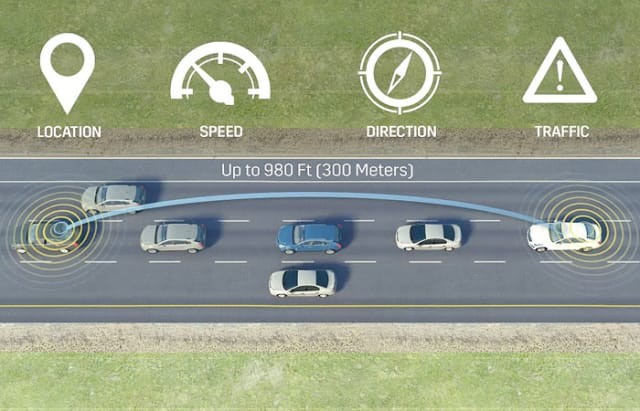 LOCATION
SPEED
DIRECTION
TRAFFIC
Up to 980 Ft (300 Meters)